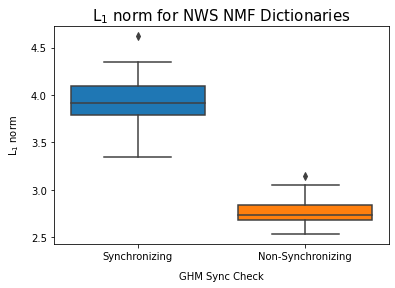 L₁ norm for NWS NMF Dictionaries
4.5
4.0
3.5
3.0
2.5
L₁ norm
Synchronizing Non-Synchronizing
GHM Sync Check